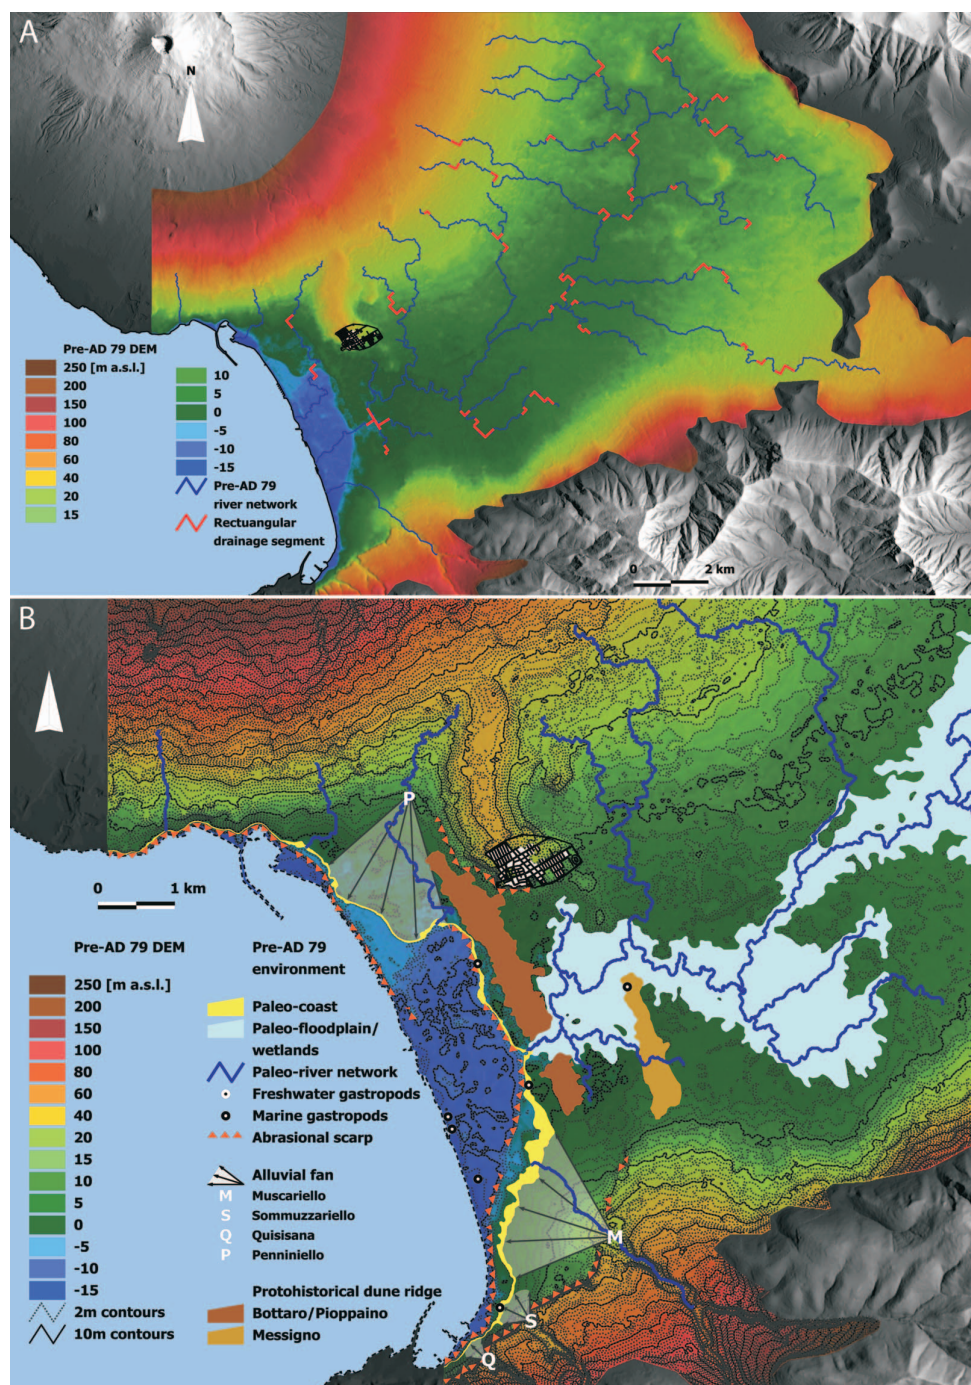 A
N
Pre-AD 79 DEM
250 [m a.s.l.]
200
150
100
80
60
40
20
15
10
5
0
-5
-10
-15
Pre-AD 79
river network
Rectuangular
drainage segment
0 2 km
B
P
0 1 km
Pre-AD 79 DEM
250 [m a.s.l.]
200
150
100
80
60
40
20
15
10
5
0
-5
-10
-15
2m contours
10m contours
Pre-AD 79
environment
Paleo-coast
Paleo-floodplain/
wetlands
Paleo-river network
Freshwater gastropods
Marine gastropods
Abrasional scarp
Alluvial fan
M Muscariello
S Sommuzzariello
Q Quisisana
P Penniniello
Protohistorical dune ridge
Bottaro/Pioppaino
Messigno
M
S
Q